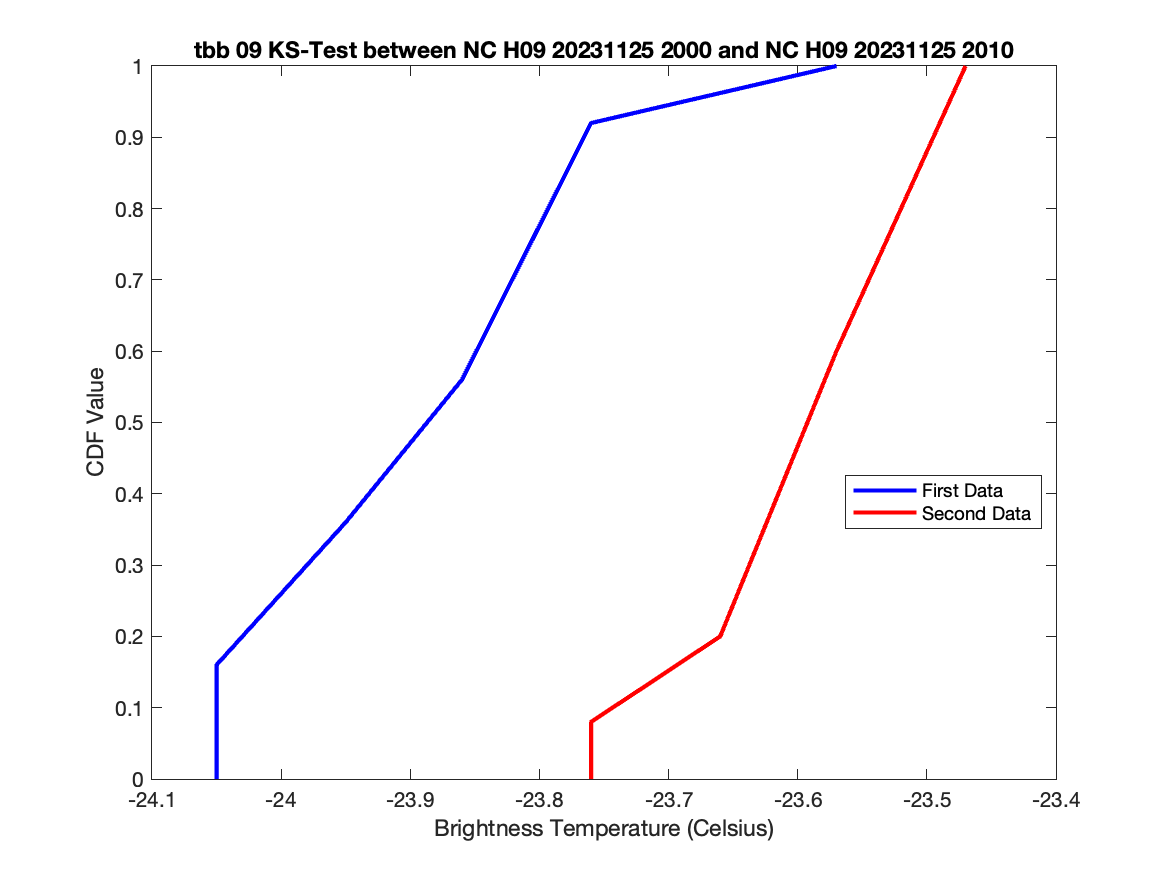 tbb 09 KS-Test between NC H09 20231125 2000 and NC H09 20231125 2010
1
0.9
0.8
0.7
0.6
0.5
0.4
0.3
0.2
0.1
0
CDF Value
First Data
Second Data
-24.1 -24 -23.9 -23.8 -23.7 -23.6 -23.5 -23.4
Brightness Temperature (Celsius)